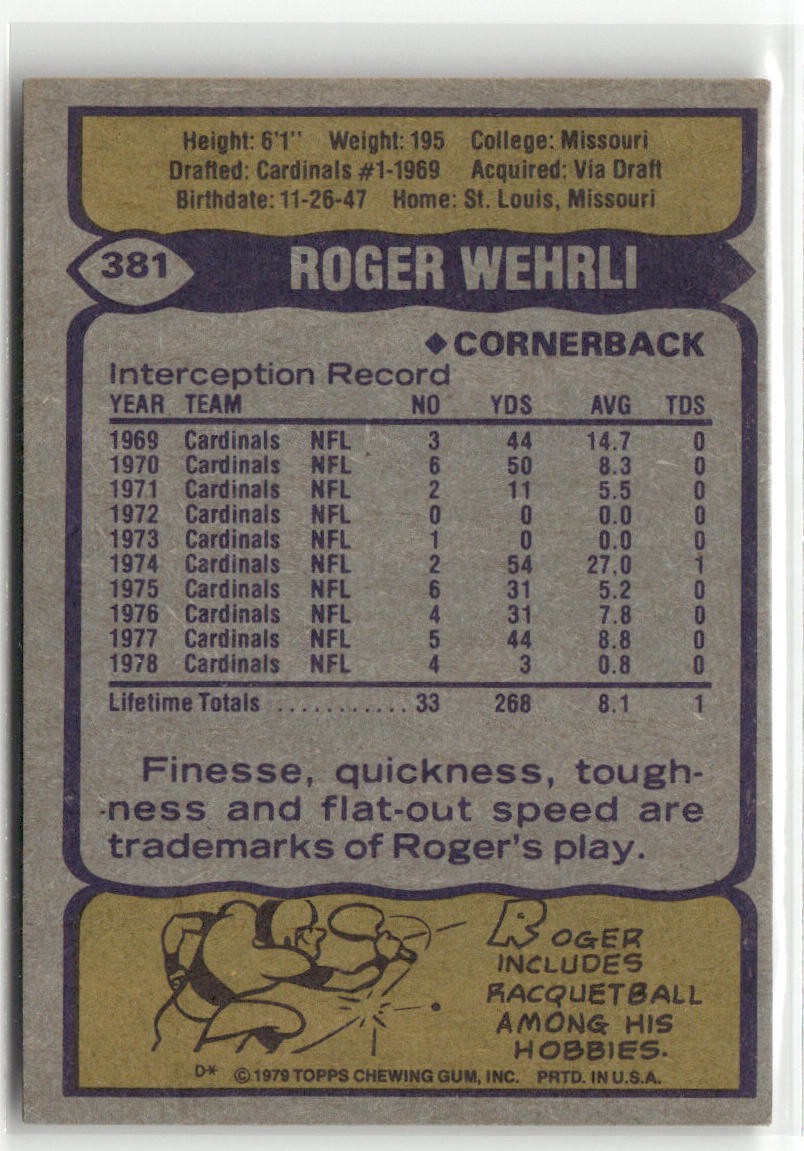 Height: 6'1" Weight: 195 College: Missouri
Drafted: Cardinals #1-1969 Acquired: Via Draft
Birthdate: 11-26-47 Home: St. Louis, Missouri
381 ROGER WEHRLI
◆CORNERBACK
Interception Record
YEAR TEAM NO YDS AVG TDS
1969 Cardinals NFL 3 44 14.7 0
1970 Cardinals NFL 6 50 8.3 0
1971 Cardinals NFL 2 11 5.5 0
1972 Cardinals NFL 0 0 0.0 0
1973 Cardinals NFL 1 0 0.0 0
1974 Cardinals NFL 2 54 27.0 1
1975 Cardinals NFL 6 31 5.2 0
1976 Cardinals NFL 4 31 7.8 0
1977 Cardinals NFL 5 44 8.8 0
1978 Cardinals NFL 4 3 0.8 0
Lifetime Totals ........... 33 268 8.1 1
Finesse, quickness, tough-
ness and flat-out speed are
trademarks of Roger's play.
ROGER
INCLUDES
RACQUETBALL
AMONG HIS
HOBBIES.
D* © 1979 TOPPS CHEWING GUM, INC. PRTD. IN U.S.A.